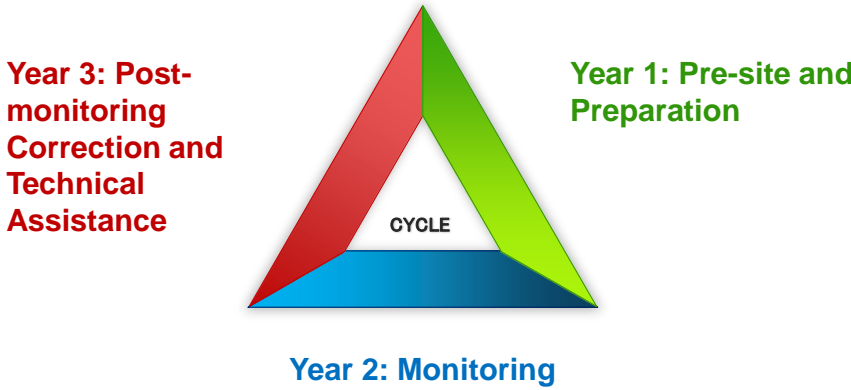 Year 3: Post-
monitoring
Correction and
Technical
Assistance
Year 1: Pre-site and
Preparation
CYCLE
Year 2: Monitoring